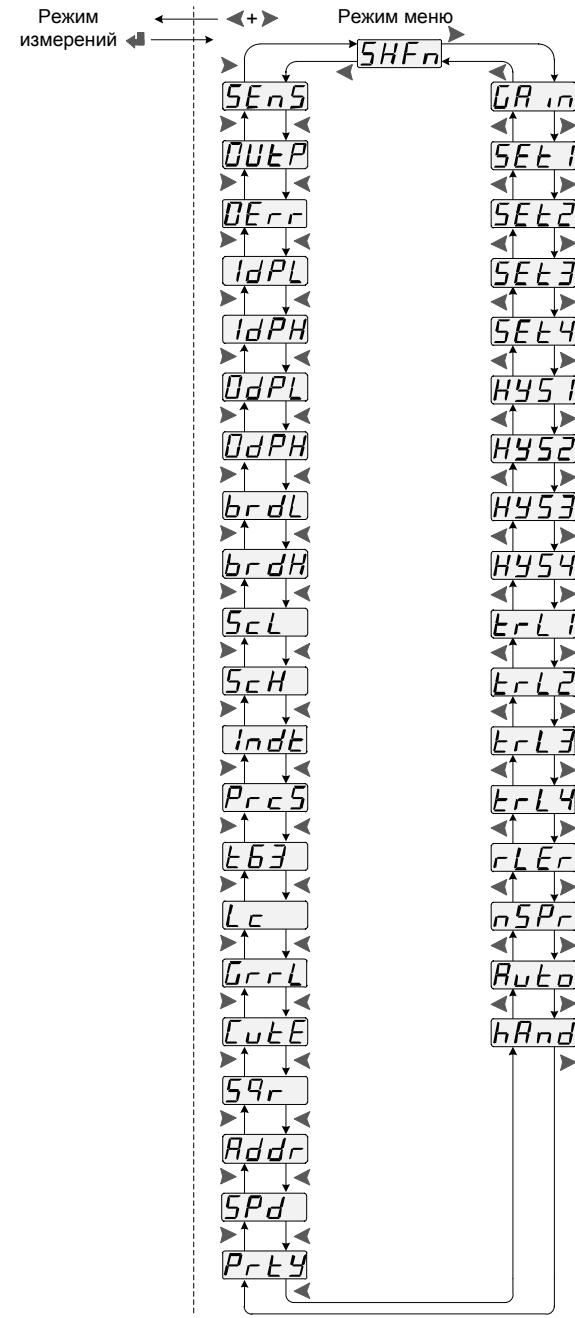 Режим измерений
+
Режим меню
SHFn
SEnS
OUtP
OErr
IdPL
IdPH
OdPL
OdPH
brdL
brdH
ScL
ScH
Indt
PrcS
t63
Lc
GrrL
CutE
Sqr
Addr
SPd
PrtY
GAin
SEt1
SEt2
SEt3
SEt4
HYS1
HYS2
HYS3
HYS4
trL1
trL2
trL3
trL4
rLEr
nSPr
Auto
hAnd